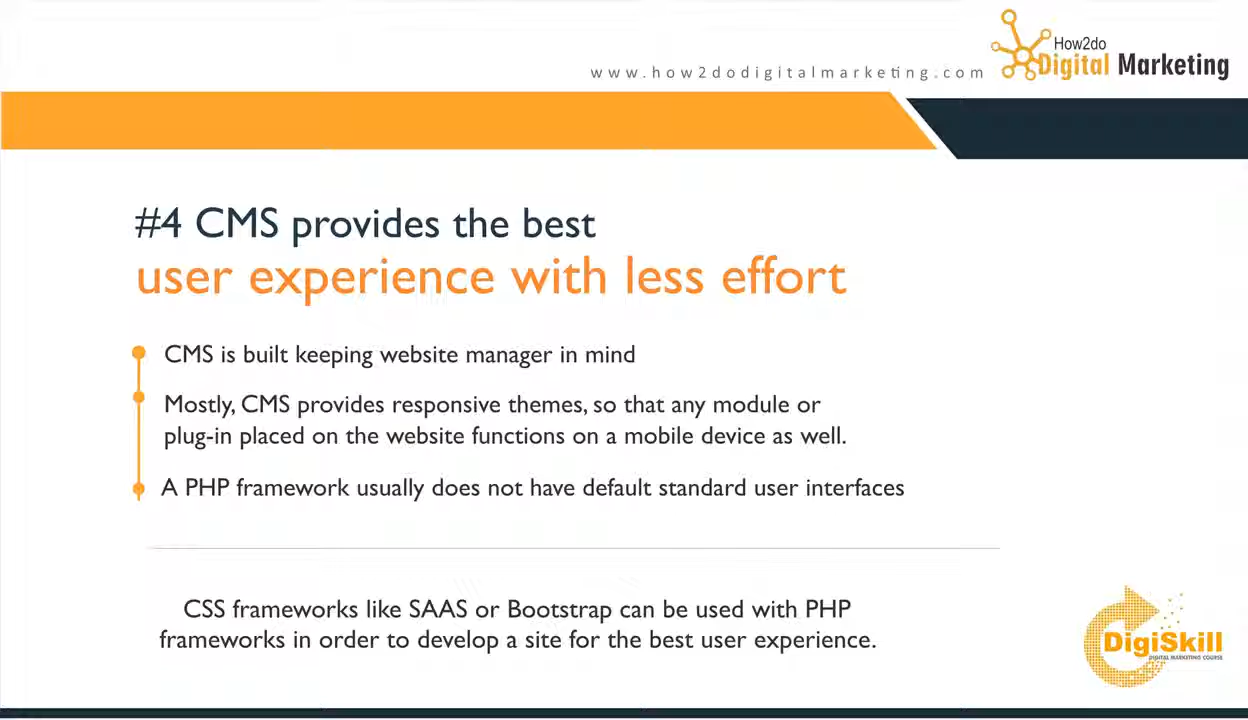 How2do
Digital Marketing
www.how2dodigitalmarketing.com
#4 CMS provides the best
user experience with less effort
CMS is built keeping website manager in mind
Mostly, CMS provides responsive themes, so that any module or
plug-in placed on the website functions on a mobile device as well.
A PHP framework usually does not have default standard user interfaces
CSS frameworks like SAAS or Bootstrap can be used with PHP
frameworks in order to develop a site for the best user experience.
DigiSkill
DIGITAL MARKETING COURSE